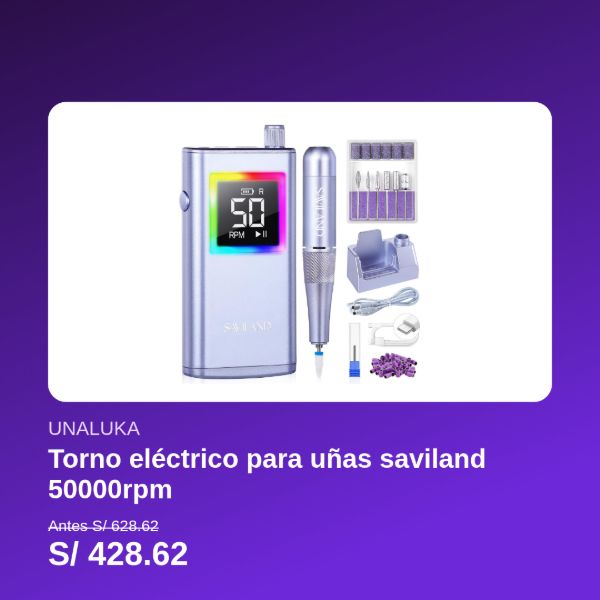 R
50
RPM
SAVILAND
SAVILAND
UNALUKA
Torno eléctrico para uñas saviland
50000rpm
Antes S/ 628.62
S/ 428.62